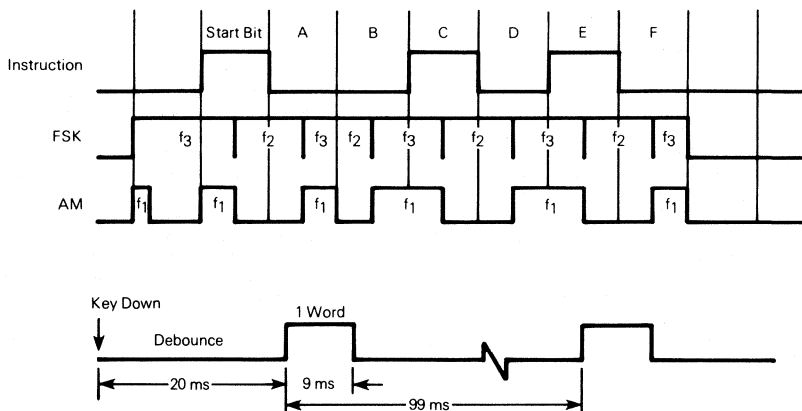 Start Bit A B C D E F
Instruction
FSK f3 f2 f3 f2 f3 f2 f3 f2 f3
AM f1 f1 f1 f1 f1 f1
Key Down
1 Word
Debounce
20 ms 9 ms
99 ms